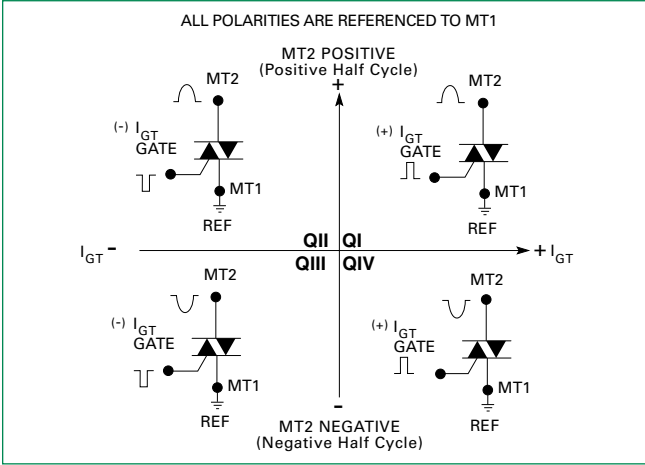 ALL POLARITIES ARE REFERENCED TO MT1
MT2 POSITIVE
(Positive Half Cycle)
+
MT2
(-) IGT
GATE
MT1
REF
MT2
(+) IGT
GATE
MT1
REF
IGT -
QII QI
QIII QIV
+ IGT
MT2
(-) IGT
GATE
MT1
REF
MT2
(+) IGT
GATE
MT1
REF
-
MT2 NEGATIVE
(Negative Half Cycle)